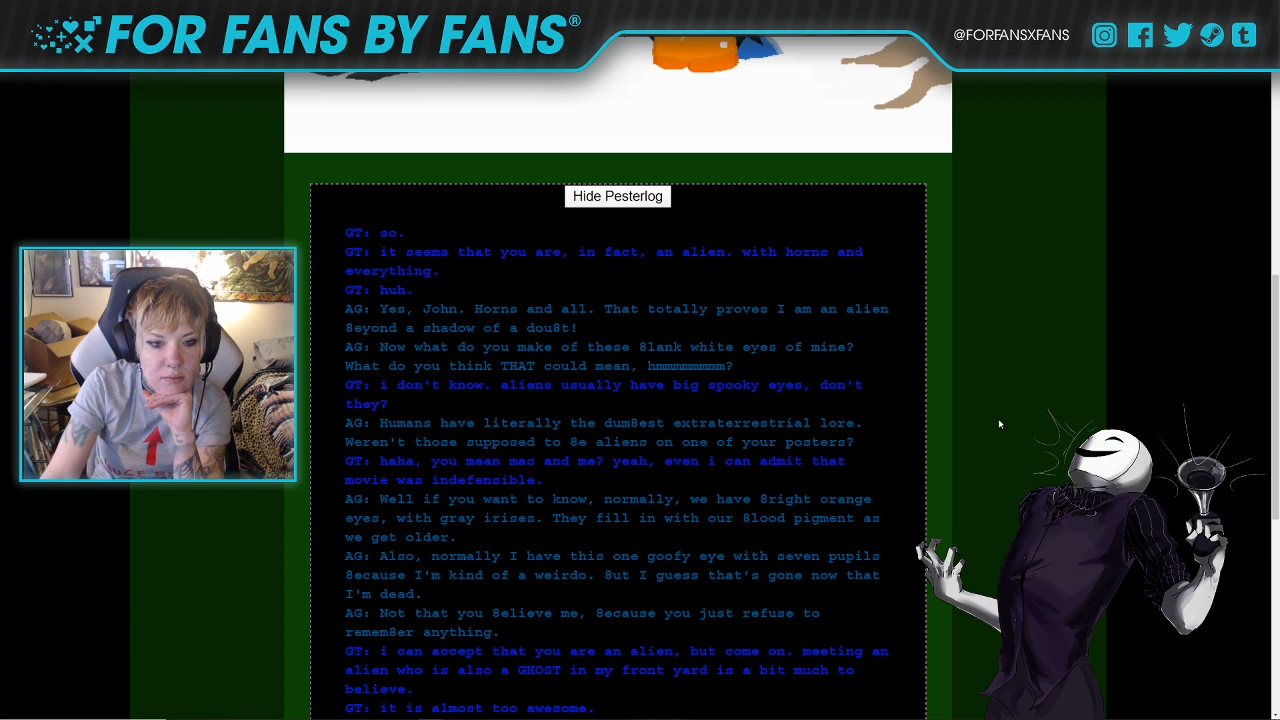 FOR FANS BY FANS®
@FORFANSXFANS
Hide Pesterlog
GT: so.
GT: it seems that you are, in fact, an alien. with horns and
everything.
GT: huh.
AG: Yes, John. Horns and all. That totally proves I am an alien
8eyond a shadow of a dou8t!
AG: Now what do you make of these 8lank white eyes of mine?
What do you think THAT could mean, hmmmmmmmm?
GT: i don't know. aliens usually have big spooky eyes, don't
they?
AG: Humans have literally the dum8est extraterrestrial lore.
Weren't those supposed to 8e aliens on one of your posters?
GT: haha, you mean mac and me? yeah, even i can admit that
movie was indefensible.
AG: Well if you want to know, normally, we have 8right orange
eyes, with gray irises. They fill in with our 8lood pigment as
we get older.
AG: Also, normally I have this one goofy eye with seven pupils
8ecause I'm kind of a weirdo. 8ut I guess that's gone now that
I'm dead.
AG: Not that you 8elieve me, 8ecause you just refuse to
remem8er anything.
GT: i can accept that you are an alien, but come on. meeting an
alien who is also a GHOST in my front yard is a bit much to
believe.
GT: it is almost too awesome.